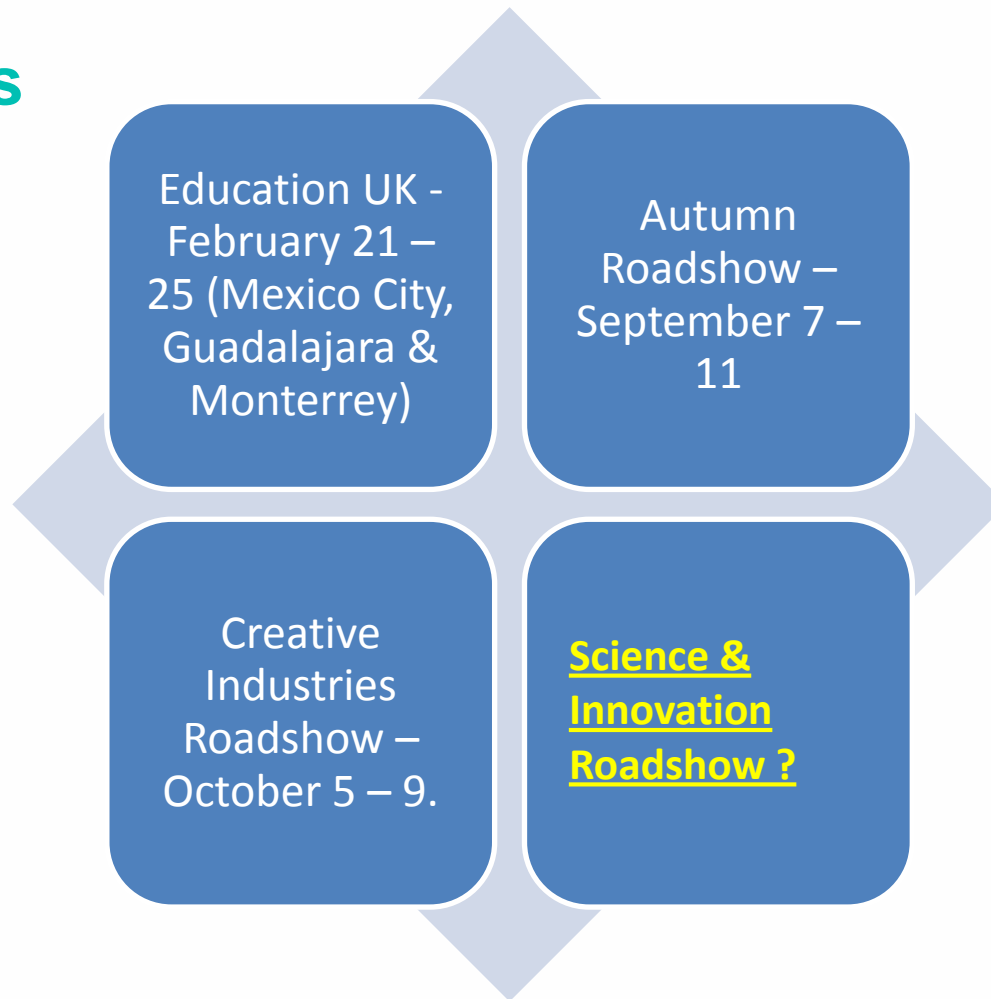 s
Education UK -
February 21 –
25 (Mexico City,
Guadalajara &
Monterrey)
Autumn
Roadshow –
September 7 –
11
Creative
Industries
Roadshow –
October 5 – 9.
Science &
Innovation
Roadshow ?